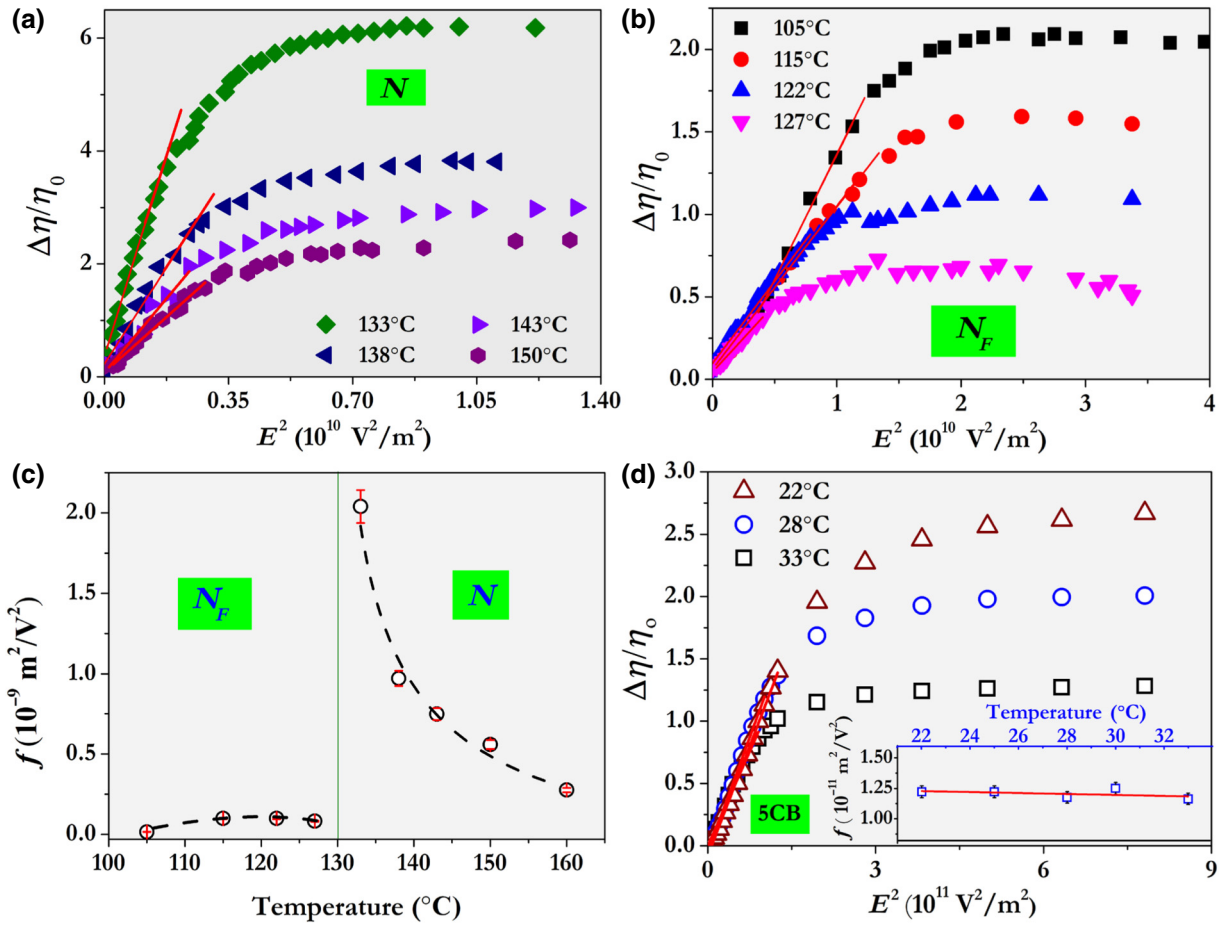 (a)
6
4
2
0
Δη/η₀
N
133°C
138°C
143°C
150°C
0.00 0.35 0.70 1.05 1.40
E² (10¹⁰ V²/m²)
(b)
2.0
1.5
1.0
0.5
0.0
Δη/η₀
105°C
115°C
122°C
127°C
N_F
0 1 2 3 4
E² (10¹⁰ V²/m²)
(c)
2.0
1.5
1.0
0.5
0.0
f (10⁻⁹ m²/V²)
N_F
N
100 110 120 130 140 150 160
Temperature (°C)
(d)
3.0
2.5
2.0
1.5
1.0
0.5
0.0
Δη/ηₒ
22°C
28°C
33°C
5CB
Temperature (°C)
22 24 26 28 30 32
1.50
1.25
1.00
f (10⁻¹¹ m²/V²)
0 3 6 9
E² (10¹¹ V²/m²)